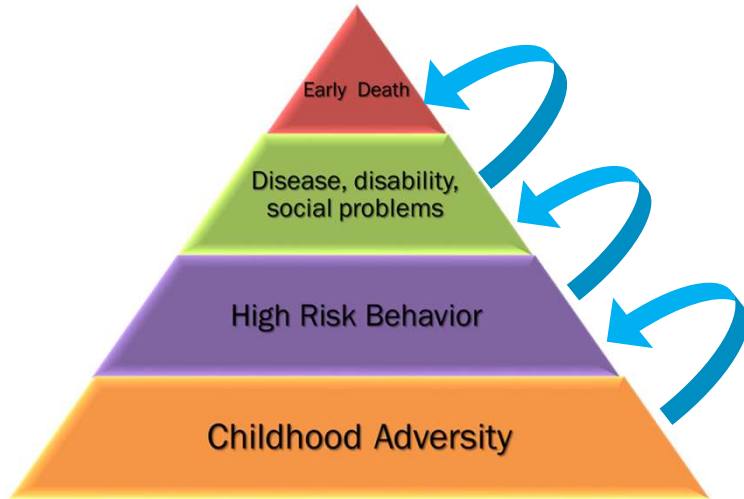 Early Death
Disease, disability,
social problems
High Risk Behavior
Childhood Adversity